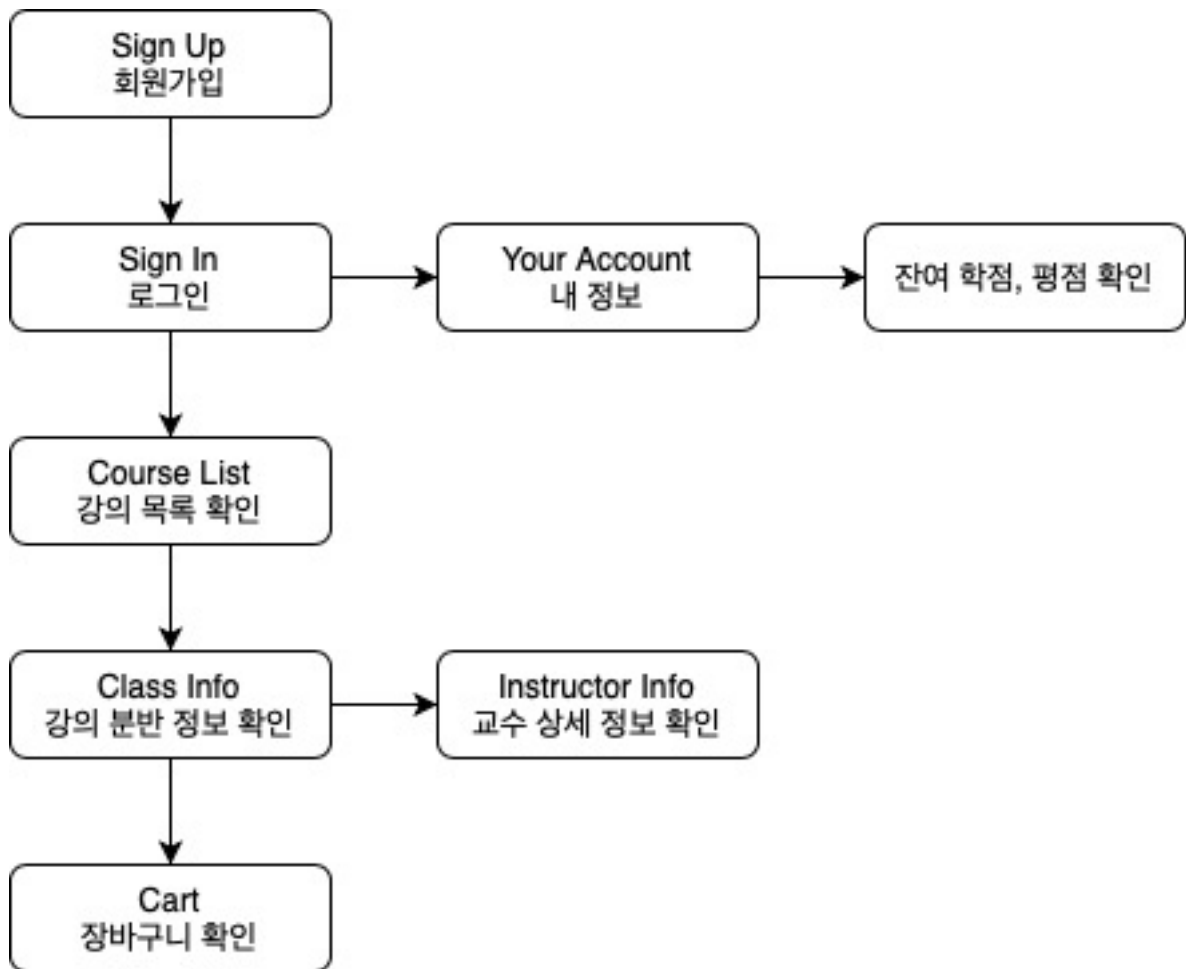 Sign Up
회원가입
Sign In
로그인
Your Account
내 정보
잔여 학점, 평점 확인
Course List
강의 목록 확인
Class Info
강의 분반 정보 확인
Instructor Info
교수 상세 정보 확인
Cart
장바구니 확인